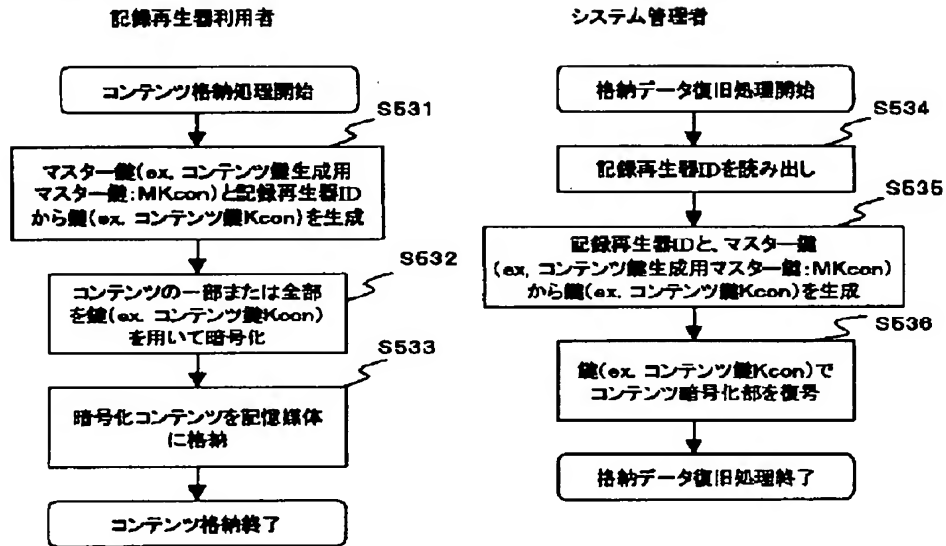 記録再生器利用者
コンテンツ格納処理開始
S531
マスター鍵(ex. コンテンツ鍵生成用
マスター鍵:MKcon)と記録再生器ID
から鍵(ex. コンテンツ鍵Kcon)を生成
S532
コンテンツの一部または全部
を鍵(ex. コンテンツ鍵Kcon)
を用いて暗号化
S533
暗号化コンテンツを記憶媒体
に格納
コンテンツ格納終了
システム管理者
格納データ復旧処理開始
S534
記録再生器IDを読み出し
S535
記録再生器IDと、マスター鍵
(ex, コンテンツ鍵生成用マスター鍵:MKcon)
から鍵(ex. コンテンツ鍵Kcon)を生成
S536
鍵(ex. コンテンツ鍵Kcon)で
コンテンツ暗号化部を復号
格納データ復旧処理終了